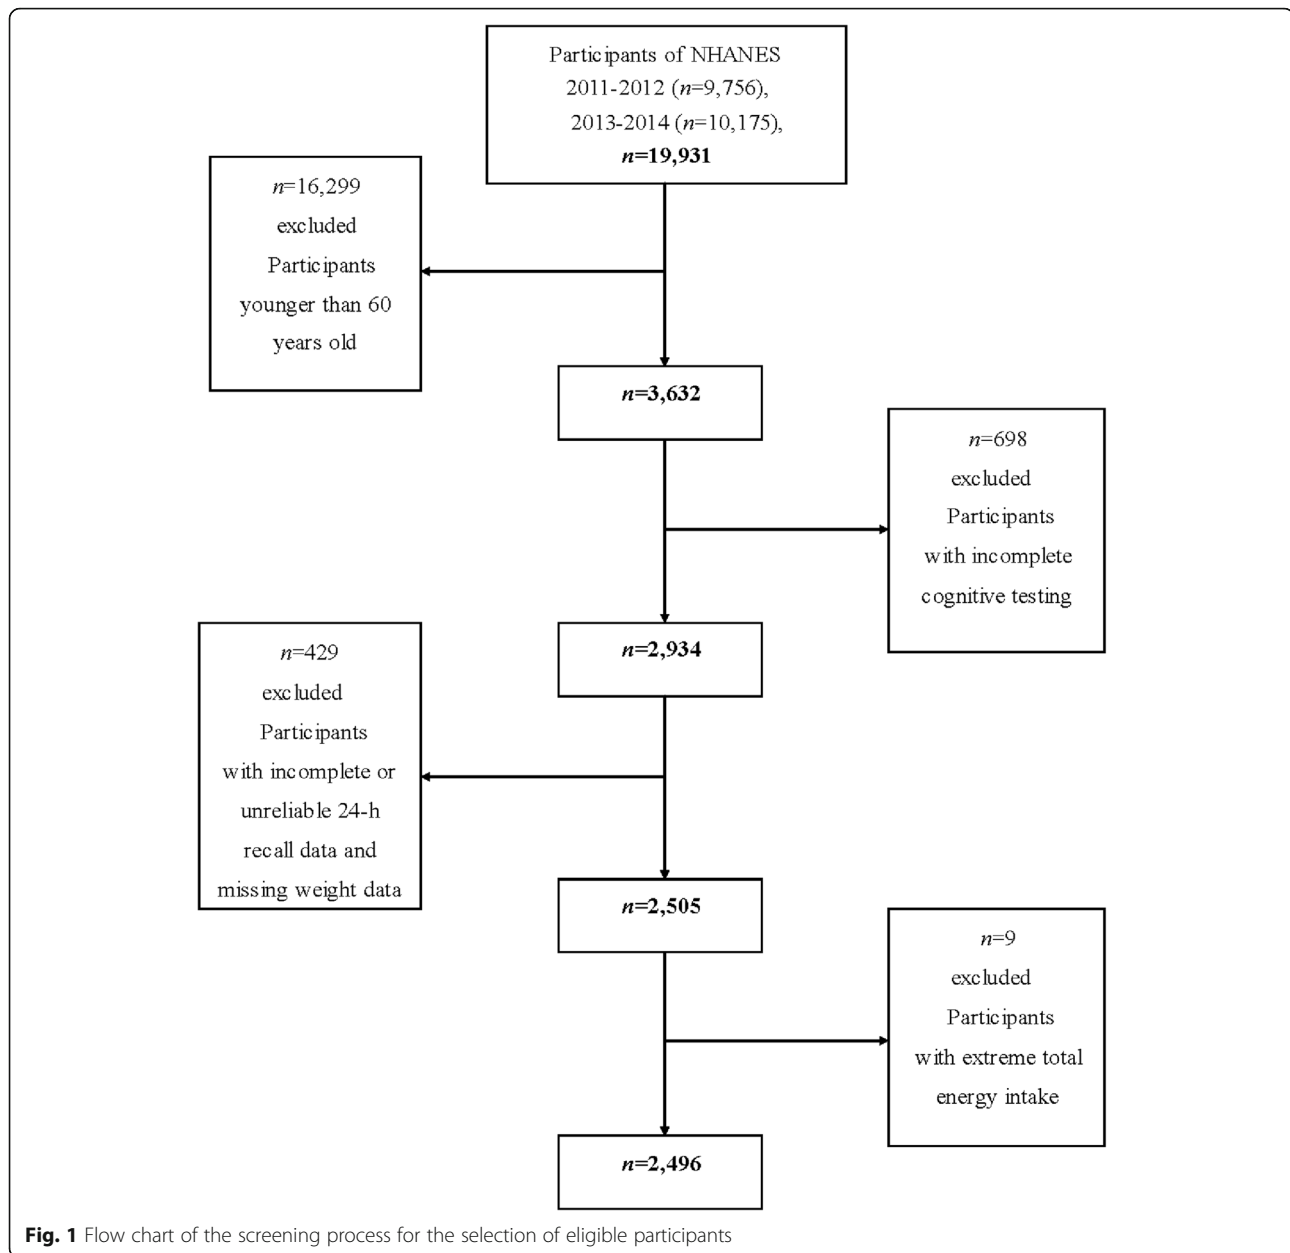 Participants of NHANES
2011-2012 (n=9,756),
2013-2014 (n=10,175),
n=19,931
n=16,299
excluded
Participants
younger than 60
years old
n=3,632
n=698
excluded
Participants
with incomplete
cognitive testing
n=2,934
n=429
excluded
Participants
with incomplete or
unreliable 24-h
recall data and
missing weight data
n=2,505
n=9
excluded
Participants
with extreme total
energy intake
n=2,496
Fig. 1 Flow chart of the screening process for the selection of eligible participants